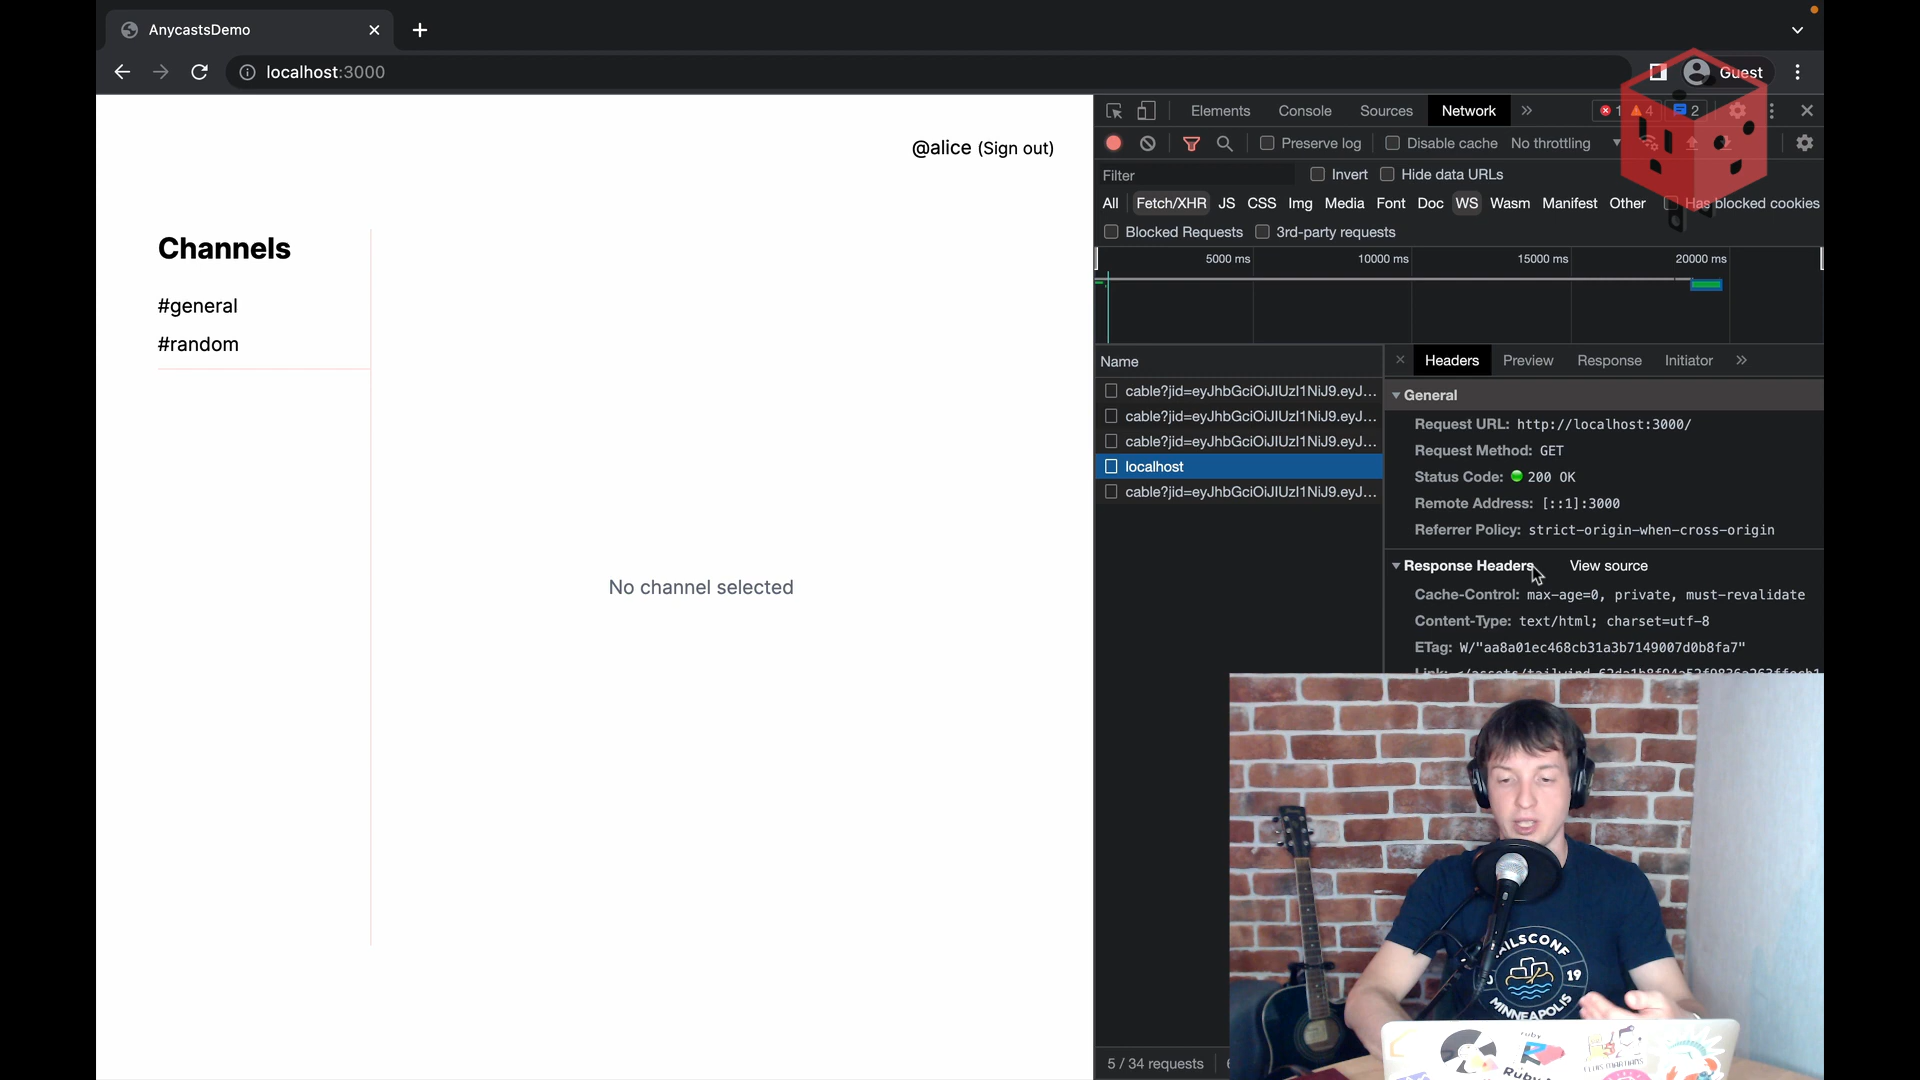 AnycastsDemo
localhost:3000
Guest
@alice (Sign out)
Channels
#general
#random
No channel selected
Elements Console Sources Network
1 4 2
Preserve log Disable cache No throttling
Filter Invert Hide data URLs
All Fetch/XHR JS CSS Img Media Font Doc WS Wasm Manifest Other Has blocked cookies
Blocked Requests 3rd-party requests
5000 ms 10000 ms 15000 ms 20000 ms
Name
cable?jid=eyJhbGciOiJIUzI1NiJ9.eyJ...
cable?jid=eyJhbGciOiJIUzI1NiJ9.eyJ...
cable?jid=eyJhbGciOiJIUzI1NiJ9.eyJ...
localhost
cable?jid=eyJhbGciOiJIUzI1NiJ9.eyJ...
5 / 34 requests
Headers Preview Response Initiator
General
Request URL: http://localhost:3000/
Request Method: GET
Status Code: 200 OK
Remote Address: [::1]:3000
Referrer Policy: strict-origin-when-cross-origin
Response Headers View source
Cache-Control: max-age=0, private, must-revalidate
Content-Type: text/html; charset=utf-8
ETag: W/"aa8a01ec468cb31a3b7149007d0b8fa7"
19
MINNEAPOLIS